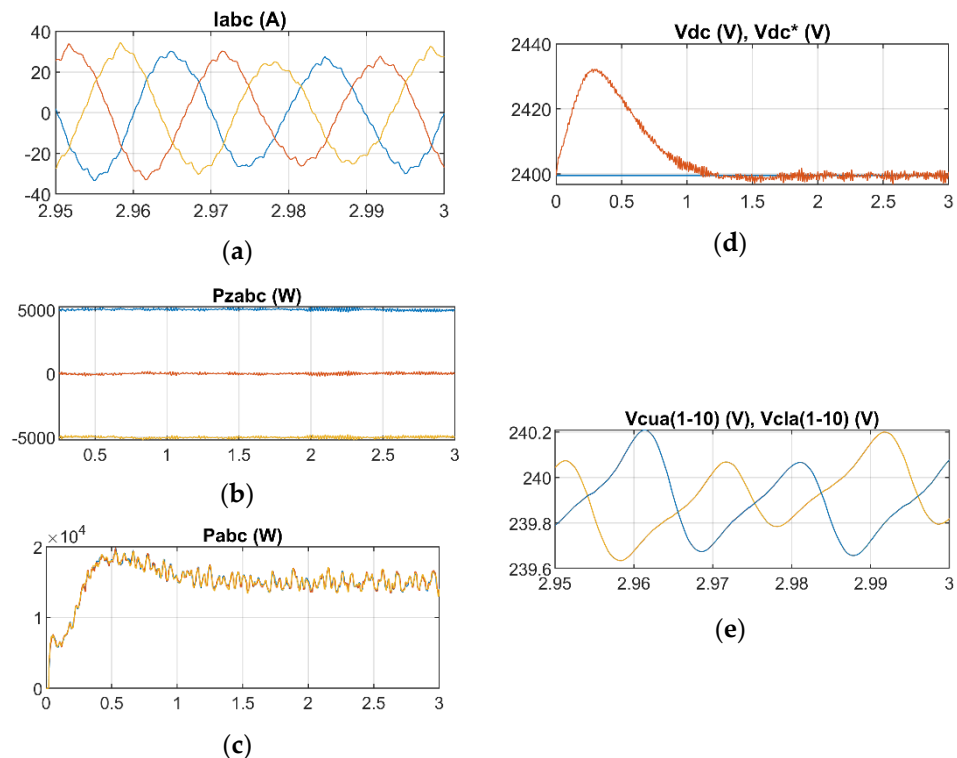 Iabc (A)
40
20
0
-20
-40
2.95 2.96 2.97 2.98 2.99 3
(a)
Pzabc (W)
5000
0
-5000
0.5 1 1.5 2 2.5 3
(b)
×10⁴
Pabc (W)
2
1
0
0 0.5 1 1.5 2 2.5 3
(c)
Vdc (V), Vdc* (V)
2440
2420
2400
0 0.5 1 1.5 2 2.5 3
(d)
Vcua(1-10) (V), Vcla(1-10) (V)
240.2
240
239.8
239.6
2.95 2.96 2.97 2.98 2.99 3
(e)